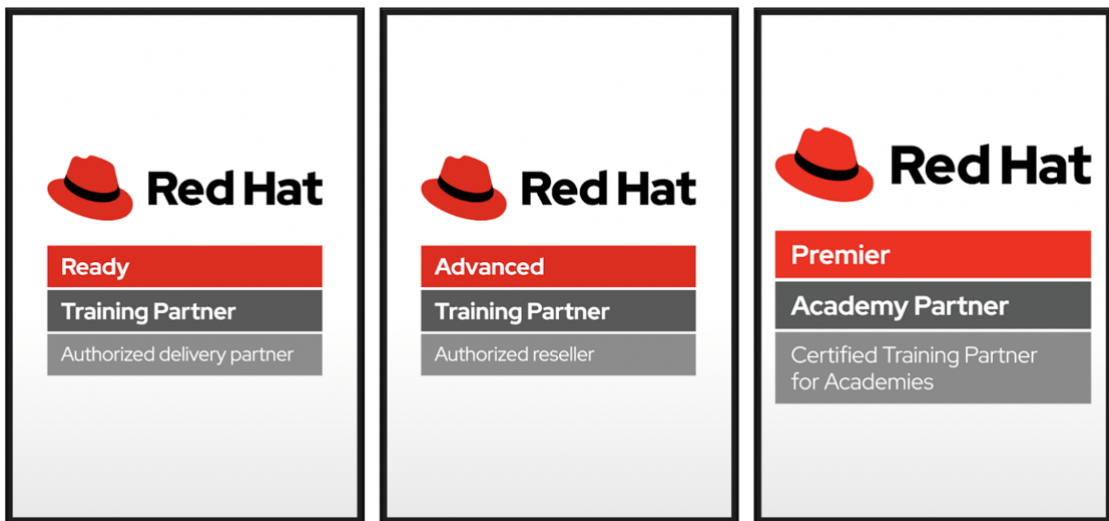 Red Hat
Ready
Training Partner
Authorized delivery partner
Red Hat
Advanced
Training Partner
Authorized reseller
Red Hat
Premier
Academy Partner
Certified Training Partner
for Academies